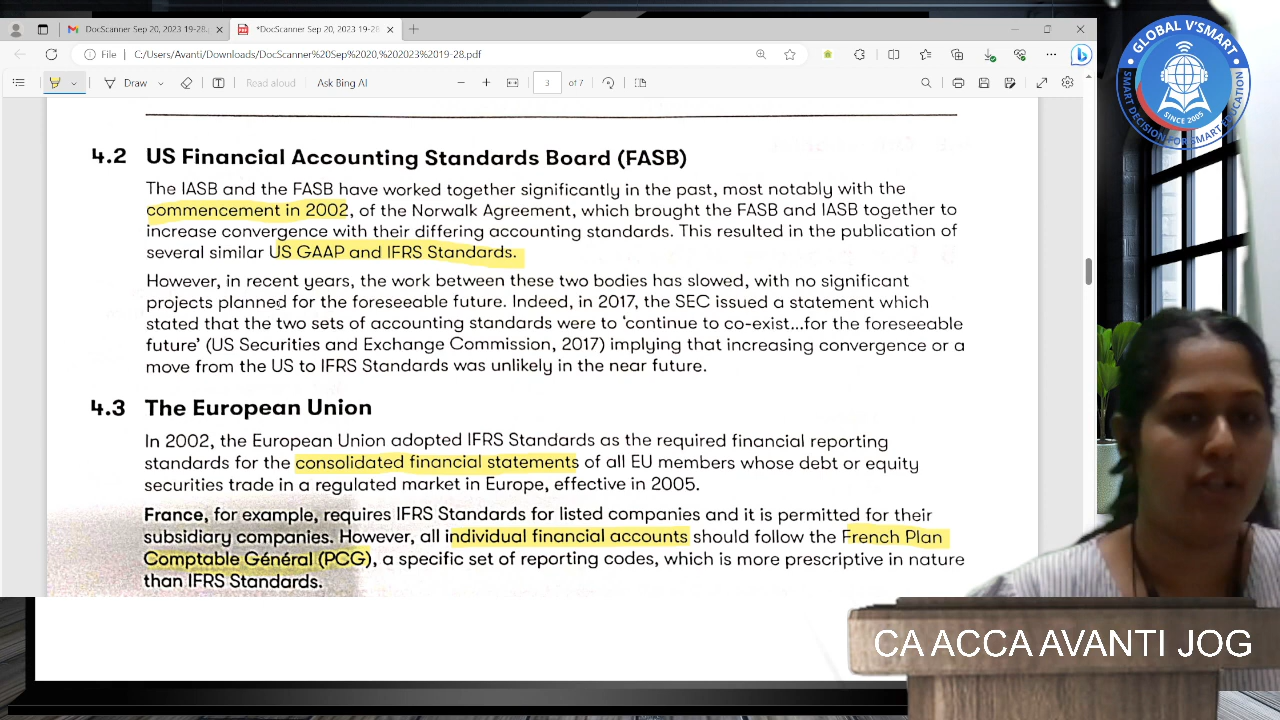 DocScanner Sep 20, 2023 19-28.
*DocScanner Sep 20, 2023 19-28.
File
C:/Users/Avanti/Downloads/DocScanner%20Sep%2020,%202023%2019-28.pdf
Draw
Read aloud
Ask Bing AI
3
of 7
4.2 US Financial Accounting Standards Board (FASB)
The IASB and the FASB have worked together significantly in the past, most notably with the
commencement in 2002, of the Norwalk Agreement, which brought the FASB and IASB together to
increase convergence with their differing accounting standards. This resulted in the publication of
several similar US GAAP and IFRS Standards.
However, in recent years, the work between these two bodies has slowed, with no significant
projects planned for the foreseeable future. Indeed, in 2017, the SEC issued a statement which
stated that the two sets of accounting standards were to ‘continue to co-exist...for the foreseeable
future’ (US Securities and Exchange Commission, 2017) implying that increasing convergence or a
move from the US to IFRS Standards was unlikely in the near future.
4.3 The European Union
In 2002, the European Union adopted IFRS Standards as the required financial reporting
standards for the consolidated financial statements of all EU members whose debt or equity
securities trade in a regulated market in Europe, effective in 2005.
France, for example, requires IFRS Standards for listed companies and it is permitted for their
subsidiary companies. However, all individual financial accounts should follow the French Plan
Comptable Général (PCG), a specific set of reporting codes, which is more prescriptive in nature
than IFRS Standards.
GLOBAL V'SMART
SMART DECISION FOR SMART EDUCATION
SINCE 2005
CA ACCA AVANTI JOG